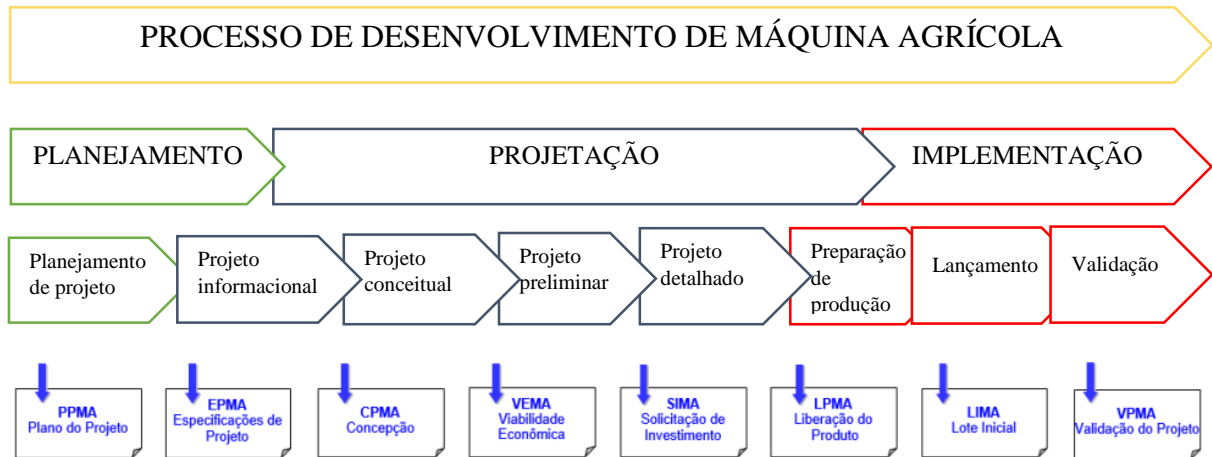 PROCESSO DE DESENVOLVIMENTO DE MÁQUINA AGRÍCOLA
PLANEJAMENTO
PROJETAÇÃO
IMPLEMENTAÇÃO
Planejamento
de projeto
Projeto
informacional
Projeto
conceitual
Projeto
preliminar
Projeto
detalhado
Preparação
de
produção
Lançamento
Validação
PPMA
Plano do Projeto
EPMA
Especificações de
Projeto
CPMA
Concepção
VEMA
Viabilidade
Econômica
SIMA
Solicitação de
Investimento
LPMA
Liberação do
Produto
LIMA
Lote Inicial
VPMA
Validação do Projeto